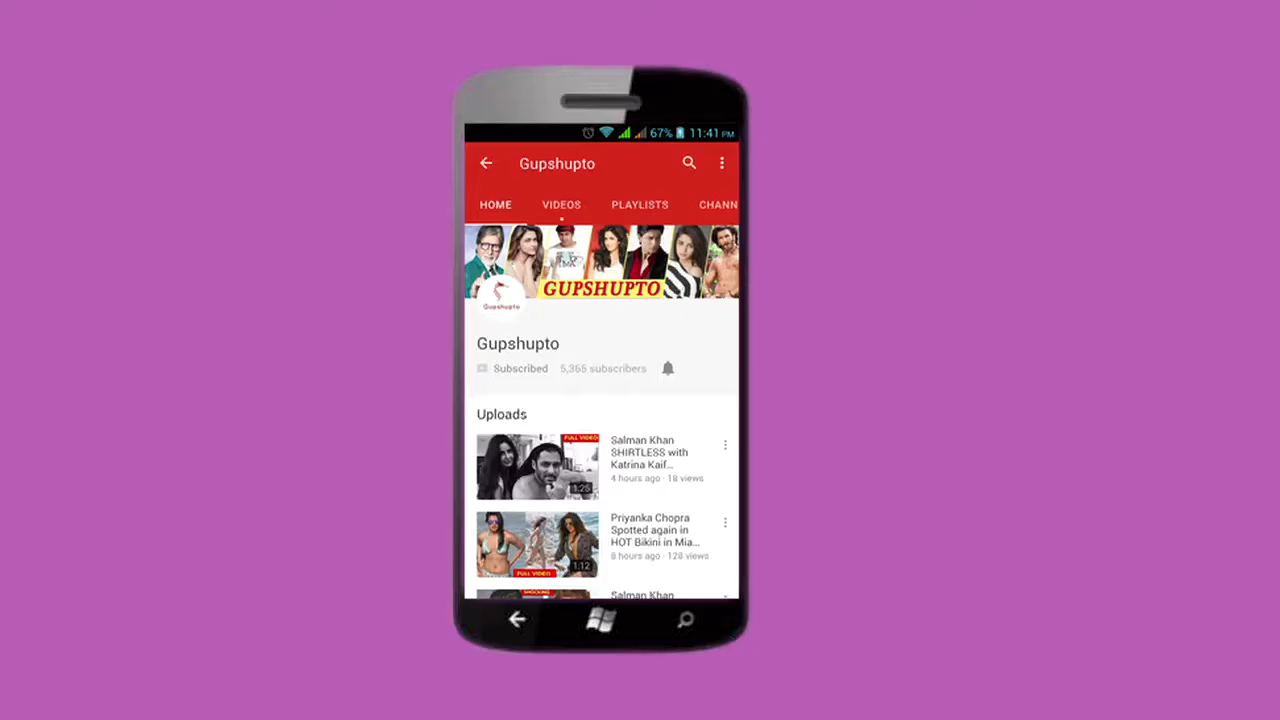 67% 11:41 PM
Gupshupto
HOME VIDEOS PLAYLISTS CHANN
GUPSHUPTO
Gupshupto
Gupshupto
Subscribed 5,365 subscribers
Uploads
FULL VIDEO
Salman Khan
SHIRTLESS with
Katrina Kaif...
4 hours ago · 18 views
1:25
Priyanka Chopra
Spotted again in
HOT Bikini in Mia...
8 hours ago · 128 views
1:12
FULL VIDEO
SHOCKING
Salman Khan